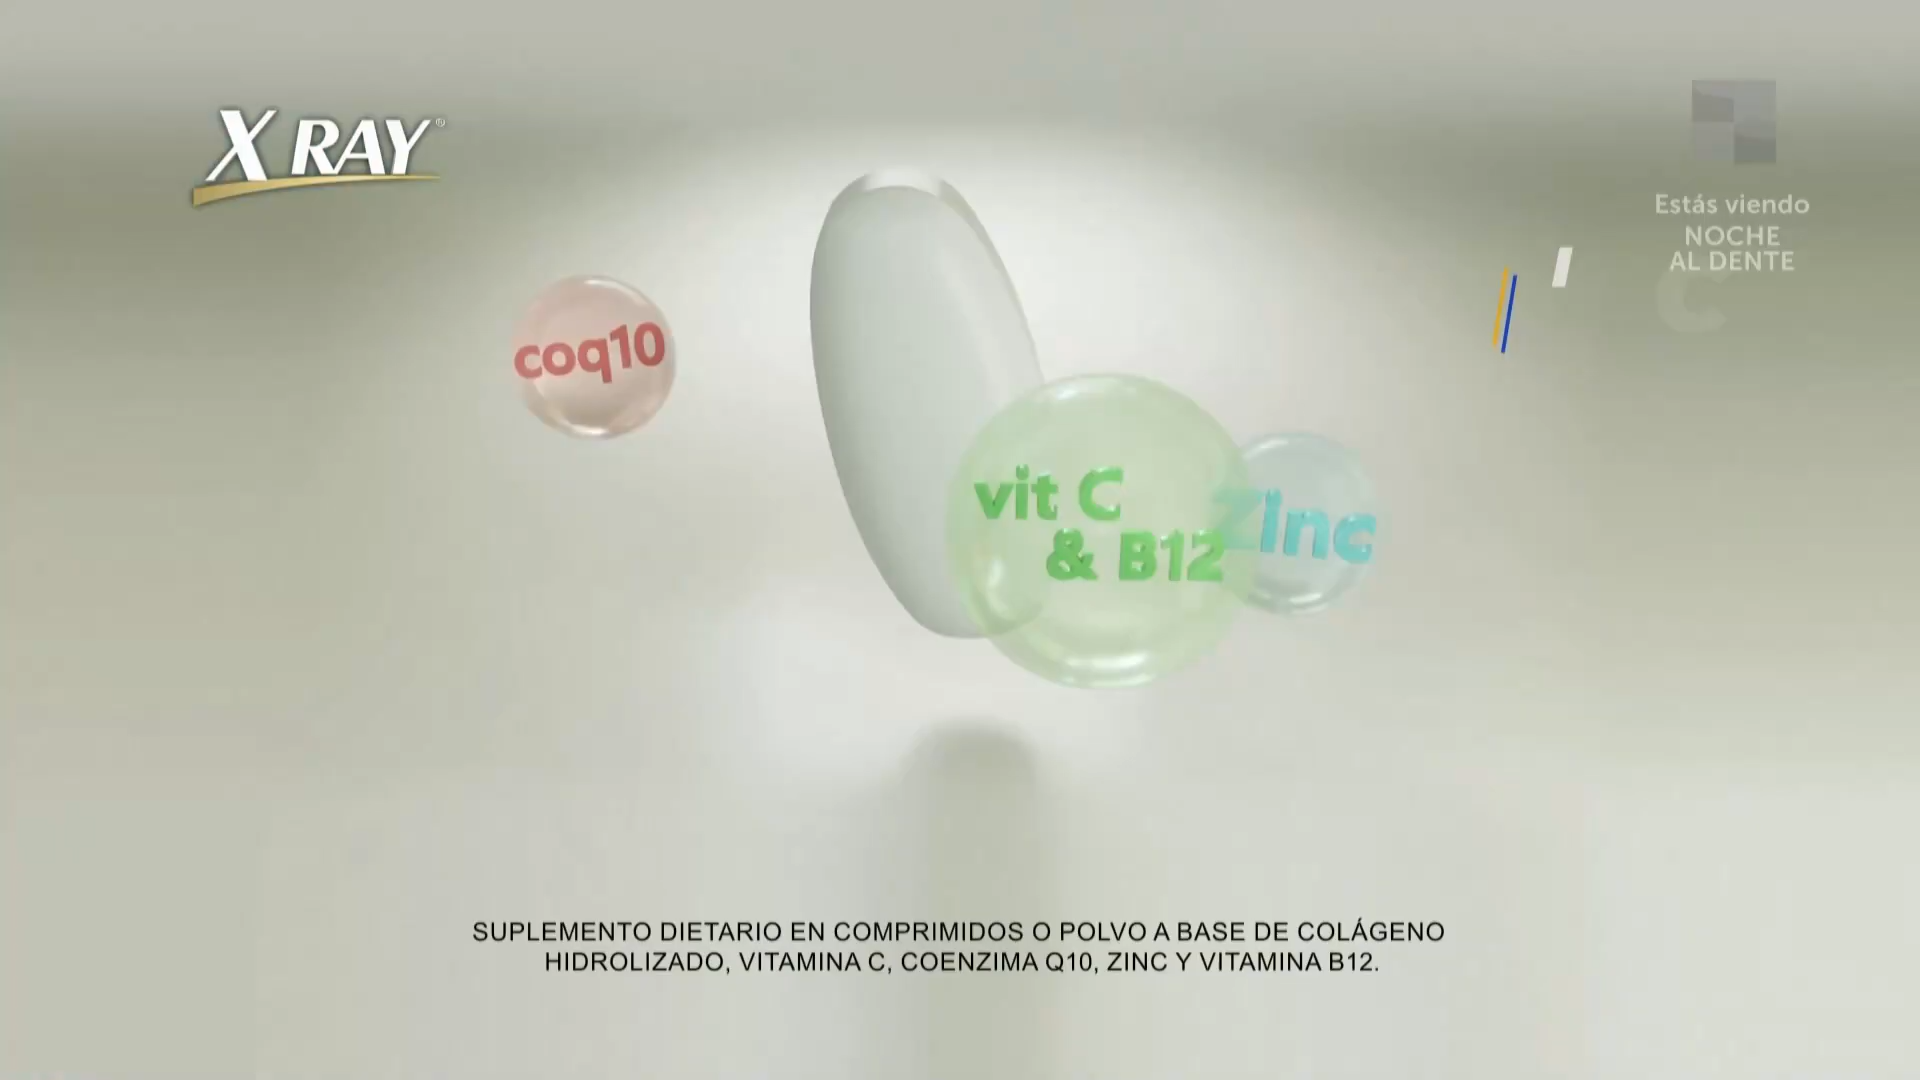 X RAY®
Estás viendo
NOCHE
AL DENTE
C
coq10
vit C
& B12
Zinc
SUPLEMENTO DIETARIO EN COMPRIMIDOS O POLVO A BASE DE COLÁGENO
HIDROLIZADO, VITAMINA C, COENZIMA Q10, ZINC Y VITAMINA B12.